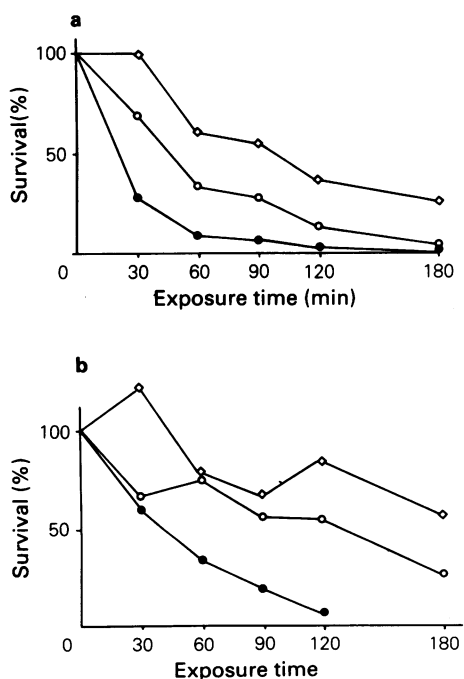 a
100
50
Survival(%)
0 30 60 90 120 180
Exposure time (min)
b
100
50
Survival (%)
0 30 60 90 120 180
Exposure time